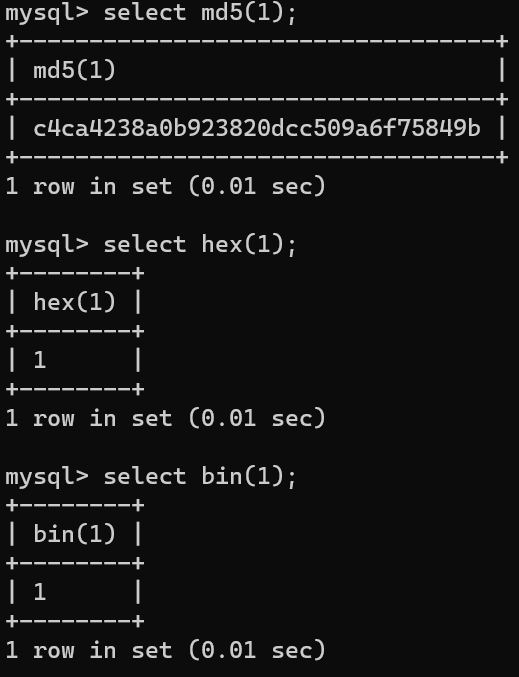 mysql> select md5(1);
+----------------------------------+
| md5(1)                           |
+----------------------------------+
| c4ca4238a0b923820dcc509a6f75849b |
+----------------------------------+
1 row in set (0.01 sec)

mysql> select hex(1);
+--------+
| hex(1) |
+--------+
| 1      |
+--------+
1 row in set (0.01 sec)

mysql> select bin(1);
+--------+
| bin(1) |
+--------+
| 1      |
+--------+
1 row in set (0.01 sec)